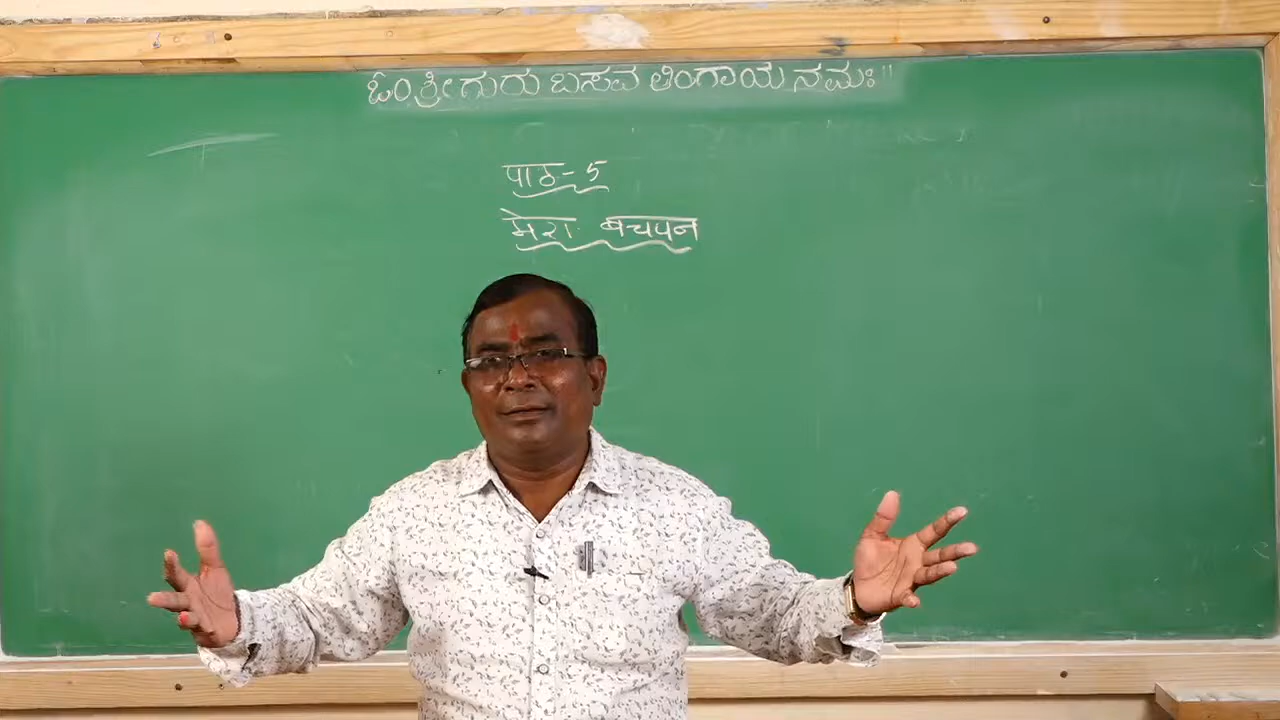 ಓಂ ಶ್ರೀ ಗುರು ಬಸವ ಲಿಂಗಾಯ ನಮಃ"
पाठ- 5
मेरा बचपन